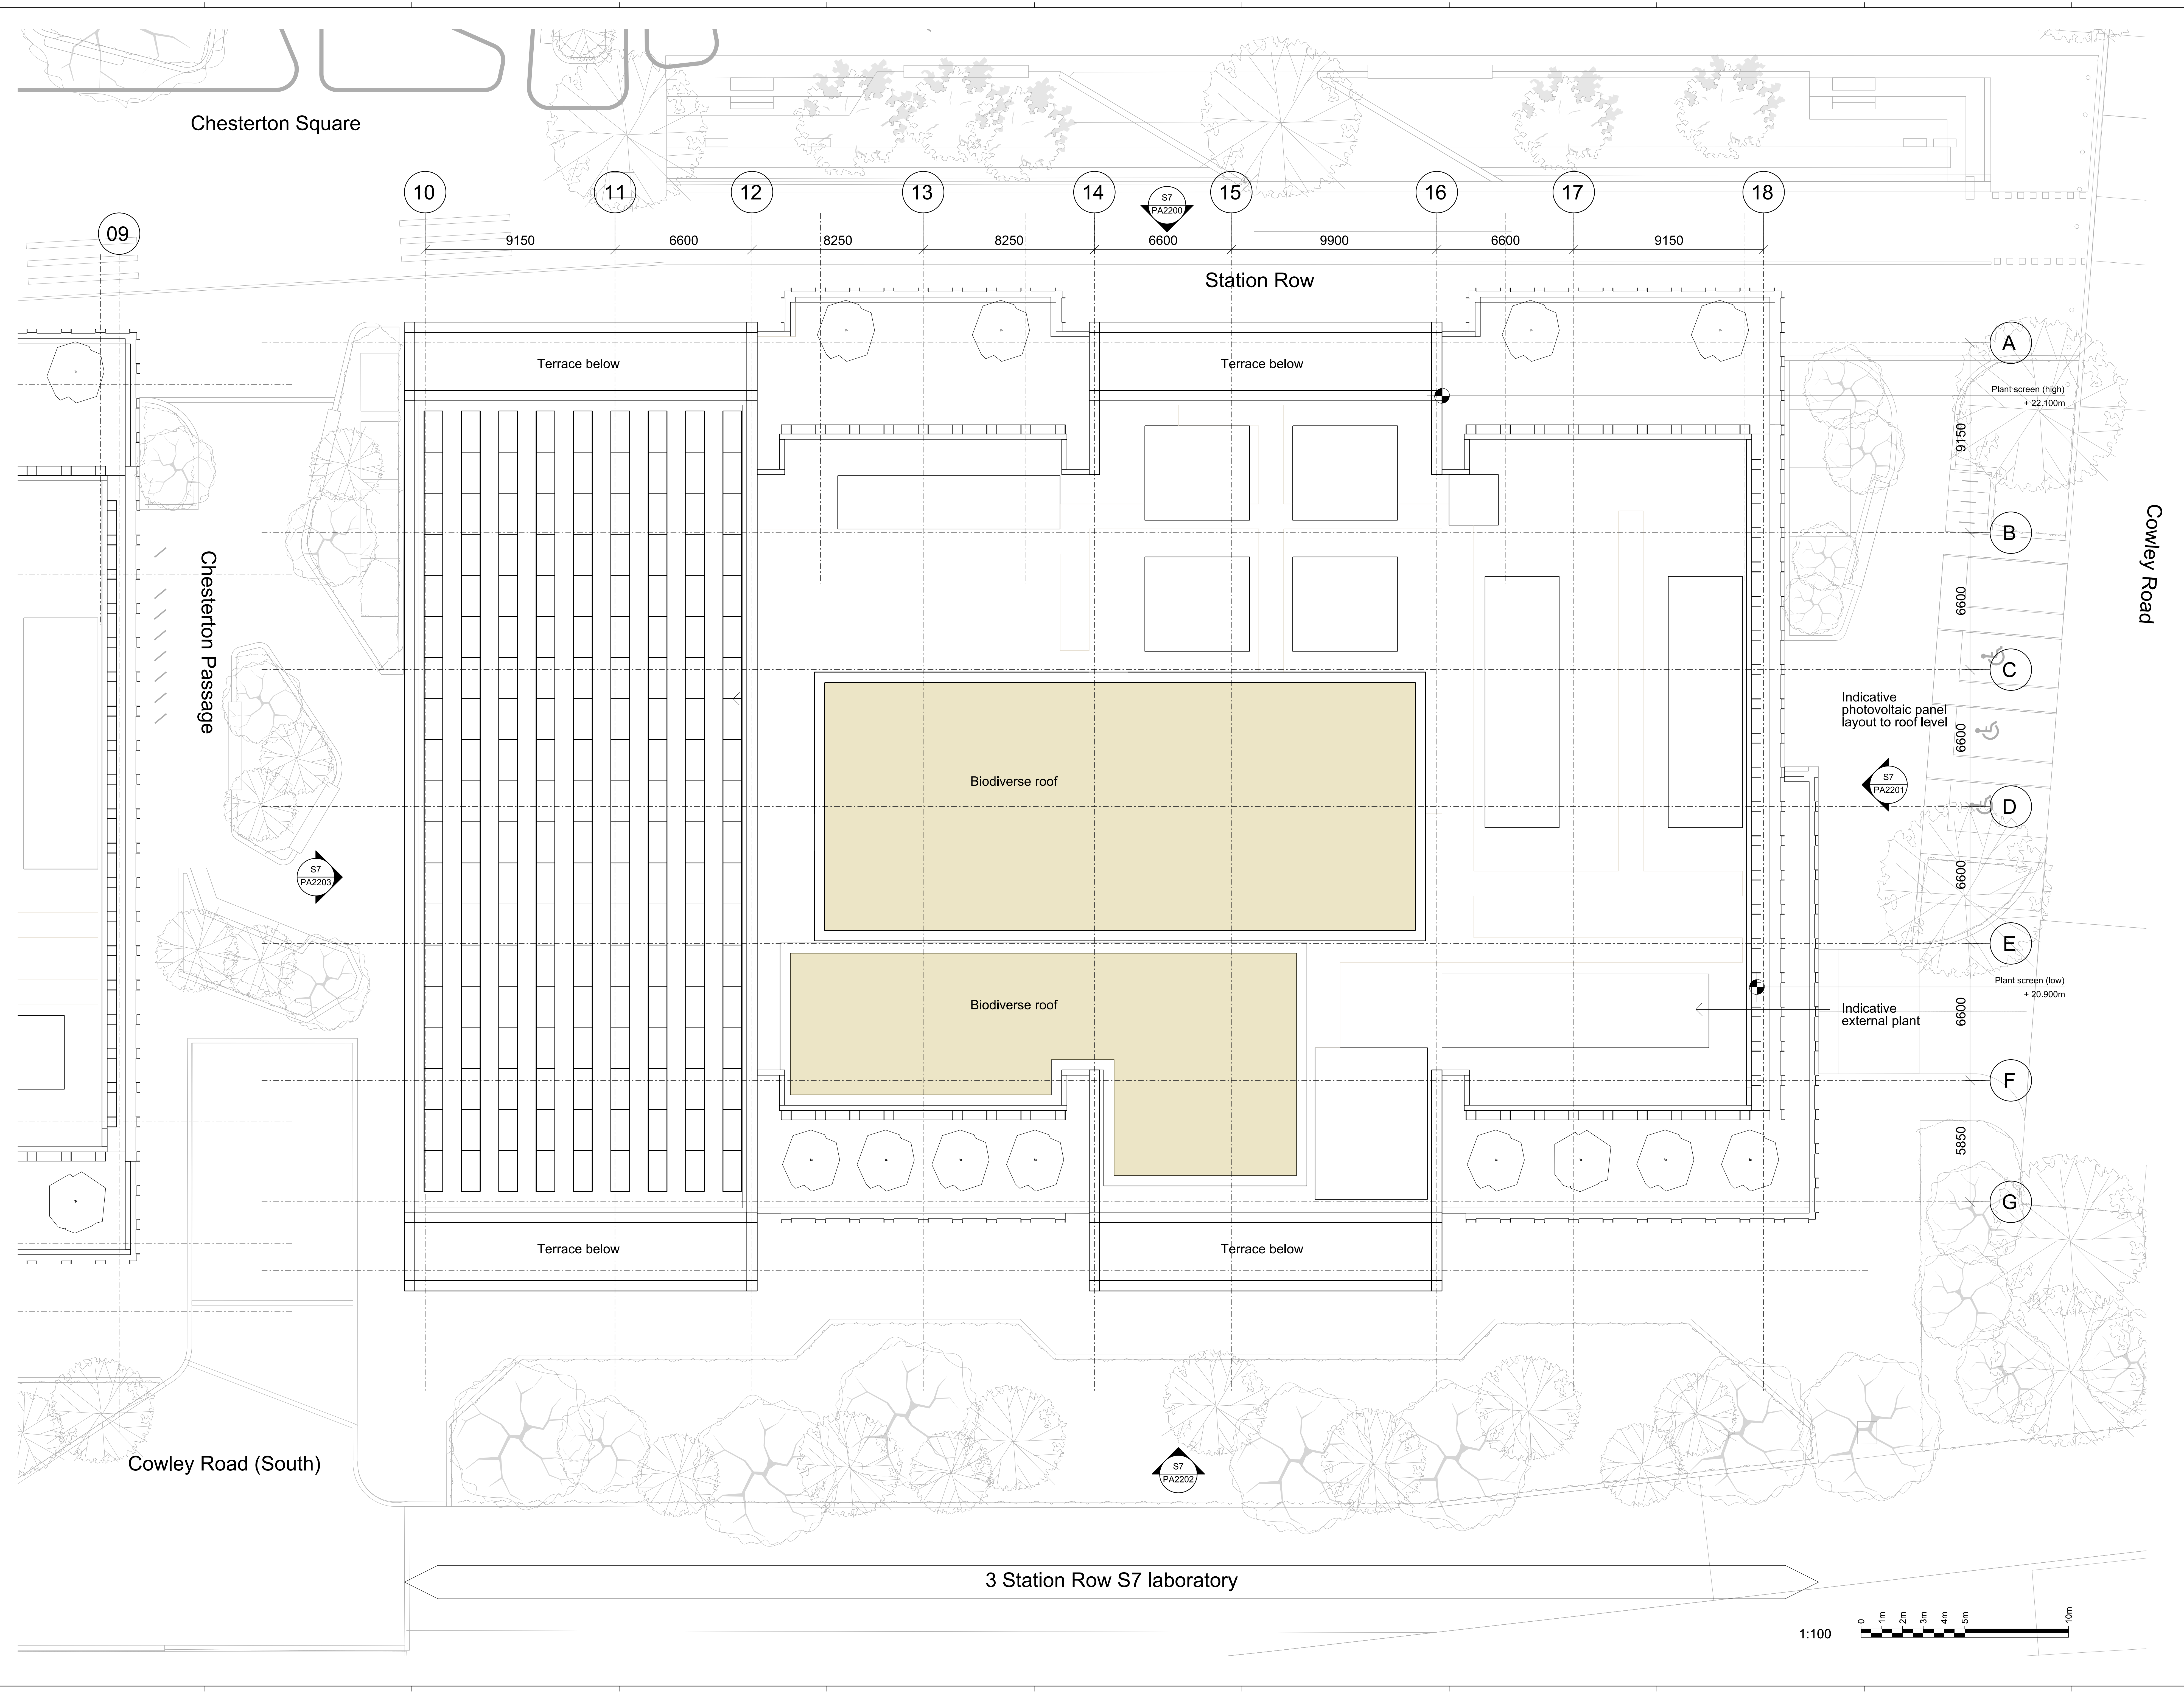 Chesterton Square
09
10
11
12
13
14
15
16
17
18
S7
PA2200
9150
6600
8250
8250
6600
9900
6600
9150
Station Row
Terrace below
Terrace below
A
Plant screen (high)
+ 22.100m
9150
B
Cowley Road
Chesterton Passage
6600
C
Indicative
photovoltaic panel
layout to roof level
6600
Biodiverse roof
S7
PA2201
D
S7
PA2203
6600
E
Plant screen (low)
+ 20.900m
Biodiverse roof
Indicative
external plant
6600
F
5850
G
Terrace below
Terrace below
Cowley Road (South)
S7
PA2202
3 Station Row S7 laboratory
1:100
0
1m
2m
3m
4m
5m
10m